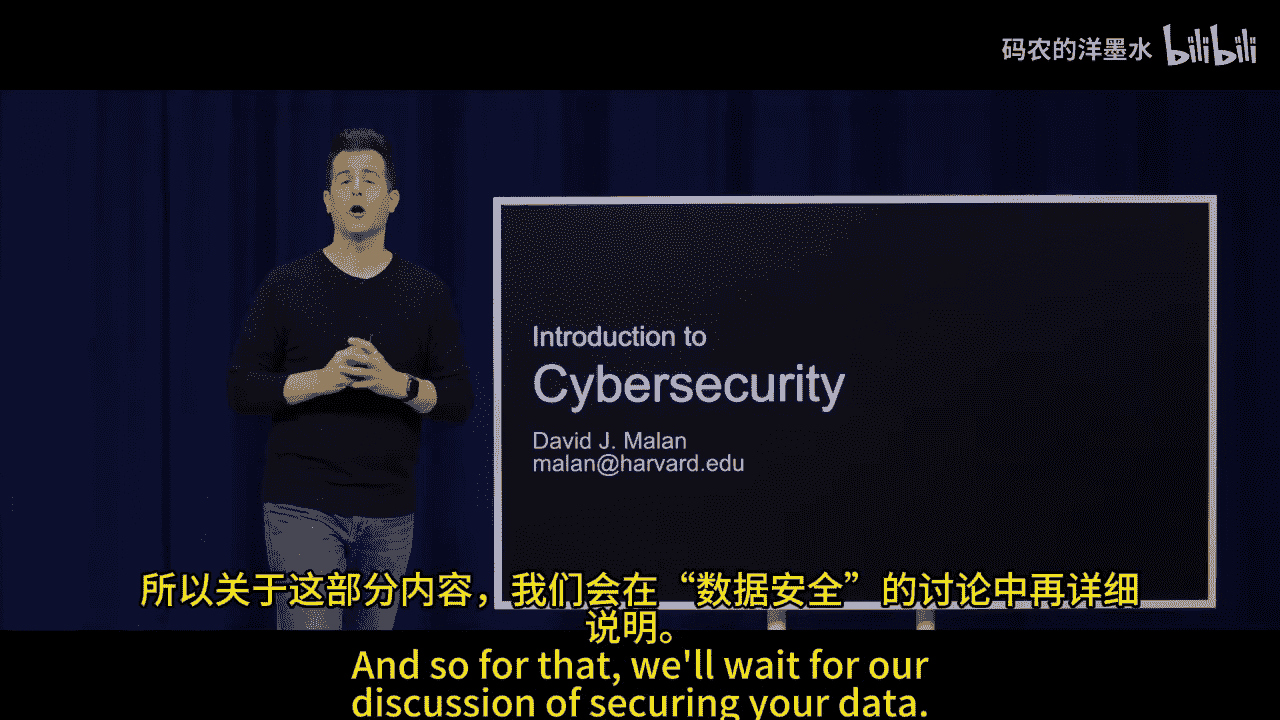 码农的洋墨水 bilibili
Introduction to
Cybersecurity
David J. Malan
malan@harvard.edu
所以关于这部分内容，我们会在“数据安全”的讨论中再详细
说明。
And so for that, we'll wait for our
discussion of securing your data.